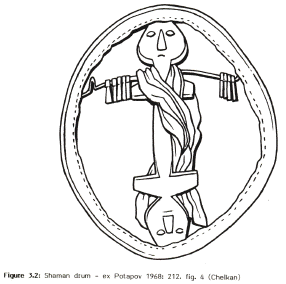 Figure 3.2: Shaman drum - ex Potapov 1968: 212. fig. 4 (Chelkan)